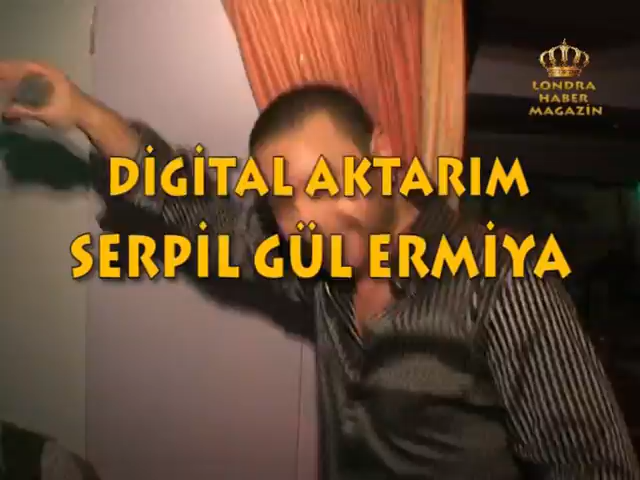 LONDRA
HABER
MAGAZİN
DİGİTAL AKTARIM
SERPİL GÜL ERMİYA